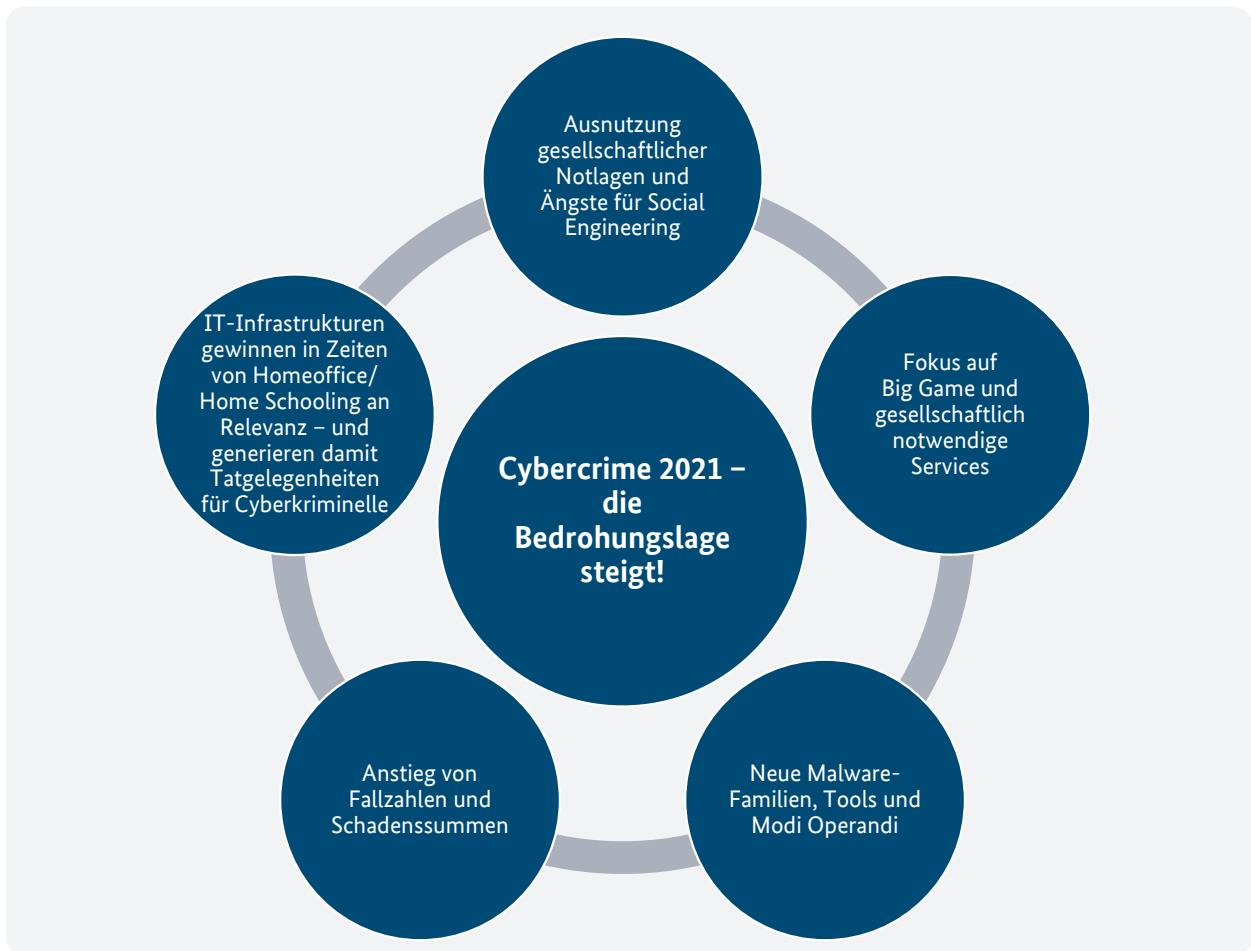 Ausnutzung
gesellschaftlicher
Notlagen und
Ängste für Social
Engineering
Fokus auf
Big Game und
gesellschaftlich
notwendige
Services
Neue Malware-
Familien, Tools und
Modi Operandi
Anstieg von
Fallzahlen und
Schadenssummen
IT-Infrastrukturen
gewinnen in Zeiten
von Homeoffice/
Home Schooling an
Relevanz – und
generieren damit
Tatgelegenheiten
für Cyberkriminelle
Cybercrime 2021 –
die
Bedrohungslage
steigt!